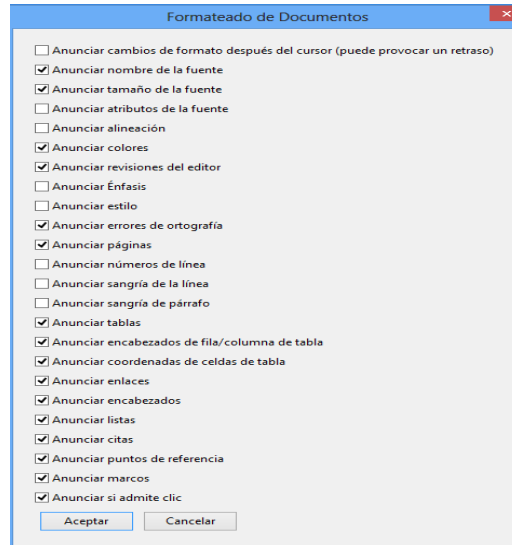 Formateado de Documentos
Anunciar cambios de formato después del cursor (puede provocar un retraso)
Anunciar nombre de la fuente
Anunciar tamaño de la fuente
Anunciar atributos de la fuente
Anunciar alineación
Anunciar colores
Anunciar revisiones del editor
Anunciar Énfasis
Anunciar estilo
Anunciar errores de ortografía
Anunciar páginas
Anunciar números de línea
Anunciar sangría de la línea
Anunciar sangría de párrafo
Anunciar tablas
Anunciar encabezados de fila/columna de tabla
Anunciar coordenadas de celdas de tabla
Anunciar enlaces
Anunciar encabezados
Anunciar listas
Anunciar citas
Anunciar puntos de referencia
Anunciar marcos
Anunciar si admite clic
Aceptar Cancelar